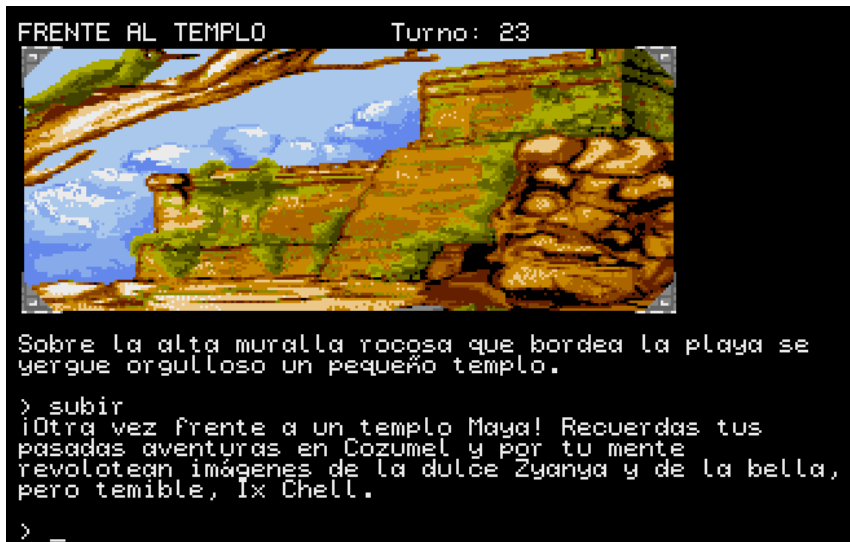 FRENTE AL TEMPLO Turno: 23
Sobre la alta muralla rocosa que bordea la playa se
yergue orgulloso un pequeño templo.
> subir
¡Otra vez frente a un templo Maya! Recuerdas tus
pasadas aventuras en Cozumel y por tu mente
revolotean imágenes de la dulce Zyanya y de la bella,
pero temible, Ix Chell.
> _